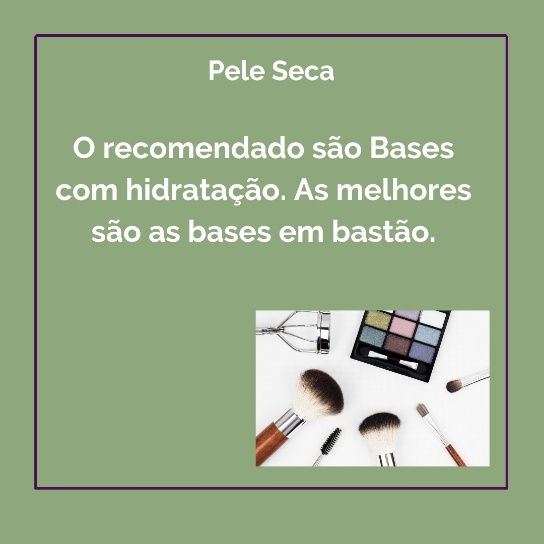 Pele Seca
O recomendado são Bases
com hidratação. As melhores
são as bases em bastão.